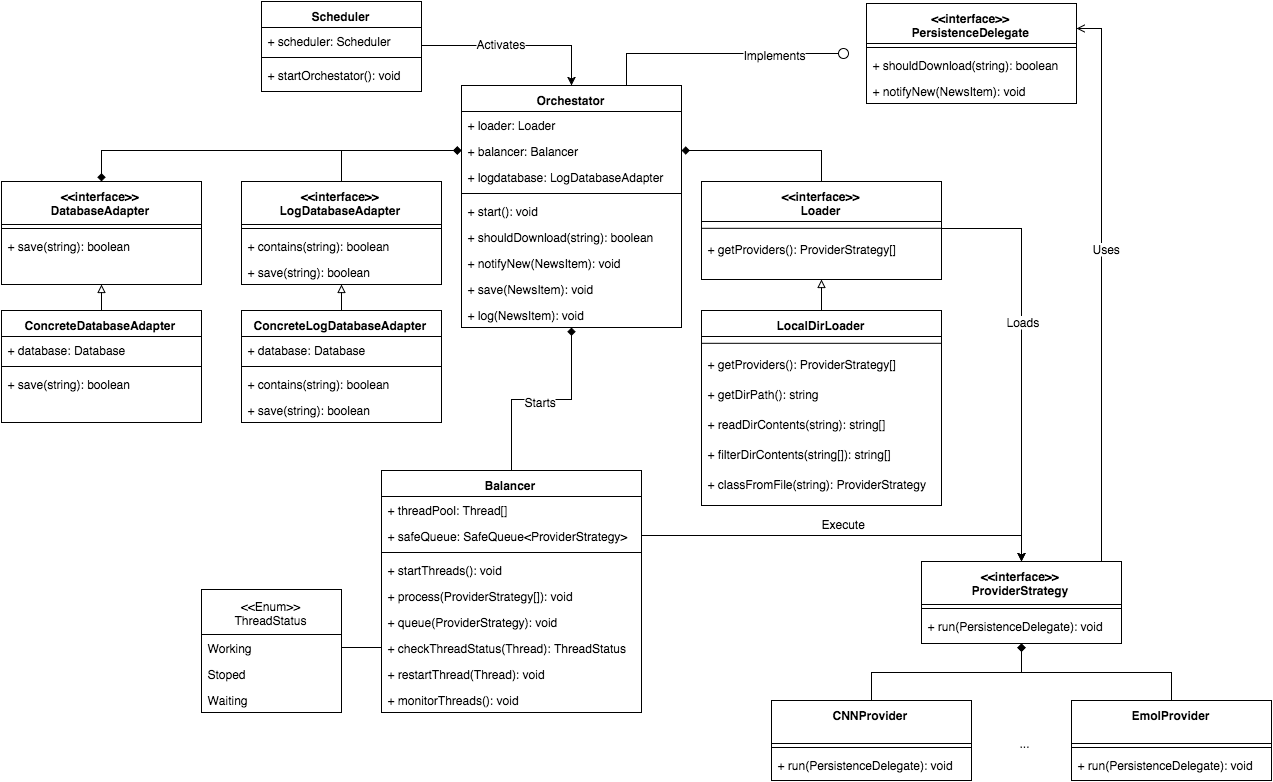 Scheduler
+ scheduler: Scheduler
+ startOrchestator(): void
Activates
Implements
<<interface>>
PersistenceDelegate
+ shouldDownload(string): boolean
+ notifyNew(NewsItem): void
Orchestator
+ loader: Loader
+ balancer: Balancer
+ logdatabase: LogDatabaseAdapter
+ start(): void
+ shouldDownload(string): boolean
+ notifyNew(NewsItem): void
+ save(NewsItem): void
+ log(NewsItem): void
<<interface>>
DatabaseAdapter
+ save(string): boolean
<<interface>>
LogDatabaseAdapter
+ contains(string): boolean
+ save(string): boolean
<<interface>>
Loader
+ getProviders(): ProviderStrategy[]
Uses
Loads
ConcreteDatabaseAdapter
+ database: Database
+ save(string): boolean
ConcreteLogDatabaseAdapter
+ database: Database
+ contains(string): boolean
+ save(string): boolean
LocalDirLoader
+ getProviders(): ProviderStrategy[]
+ getDirPath(): string
+ readDirContents(string): string[]
+ filterDirContents(string[]): string[]
+ classFromFile(string): ProviderStrategy
Starts
Balancer
+ threadPool: Thread[]
+ safeQueue: SafeQueue<ProviderStrategy>
+ startThreads(): void
+ process(ProviderStrategy[]): void
+ queue(ProviderStrategy): void
+ checkThreadStatus(Thread): ThreadStatus
+ restartThread(Thread): void
+ monitorThreads(): void
Execute
<<Enum>>
ThreadStatus
Working
Stoped
Waiting
<<interface>>
ProviderStrategy
+ run(PersistenceDelegate): void
CNNProvider
+ run(PersistenceDelegate): void
...
EmolProvider
+ run(PersistenceDelegate): void